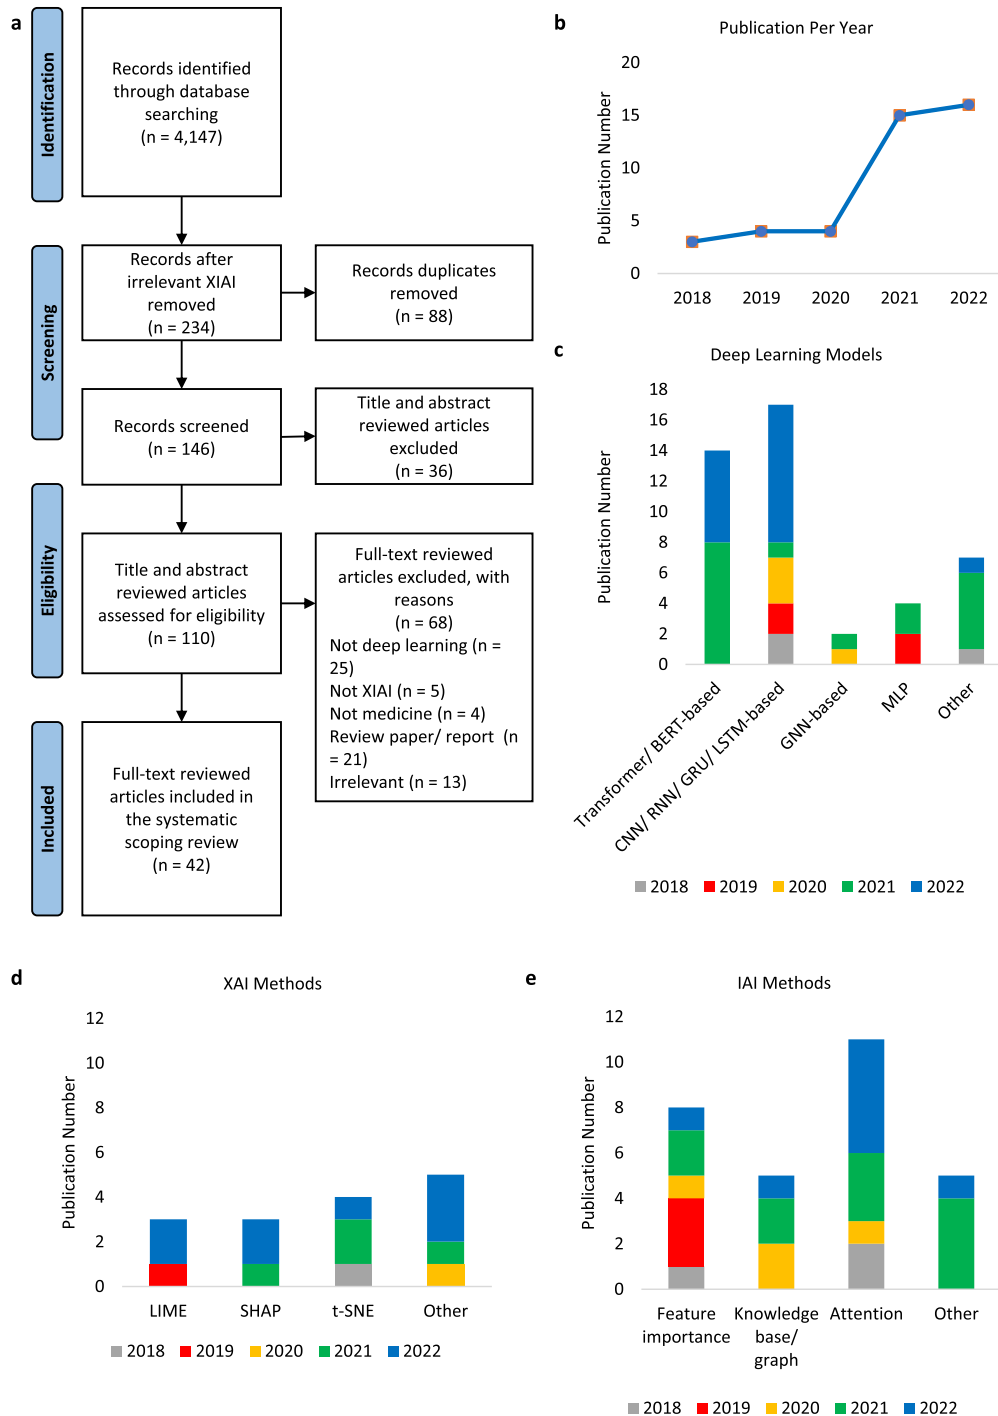 a
Identification
Records identified
through database
searching
(n = 4,147)
Screening
Records after
irrelevant XIAI
removed
(n = 234)
Records duplicates
removed
(n = 88)
Records screened
(n = 146)
Title and abstract
reviewed articles
excluded
(n = 36)
Eligibility
Title and abstract
reviewed articles
assessed for eligibility
(n = 110)
Full-text reviewed
articles excluded, with
reasons
(n = 68)
Not deep learning (n =
25)
Not XIAI (n = 5)
Not medicine (n = 4)
Review paper/ report (n
= 21)
Irrelevant (n = 13)
Included
Full-text reviewed
articles included in
the systematic
scoping review
(n = 42)
b
Publication Per Year
Publication Number
20
15
10
5
0
2018 2019 2020 2021 2022
c
Deep Learning Models
Publication Number
18
16
14
12
10
8
6
4
2
0
Transformer/ BERT-based
CNN/ RNN/ GRU/ LSTM-based
GNN-based
MLP
Other
2018 2019 2020 2021 2022
d
XAI Methods
Publication Number
12
10
8
6
4
2
0
LIME SHAP t-SNE Other
2018 2019 2020 2021 2022
e
IAI Methods
Publication Number
12
10
8
6
4
2
0
Feature
importance
Knowledge
base/
graph
Attention
Other
2018 2019 2020 2021 2022